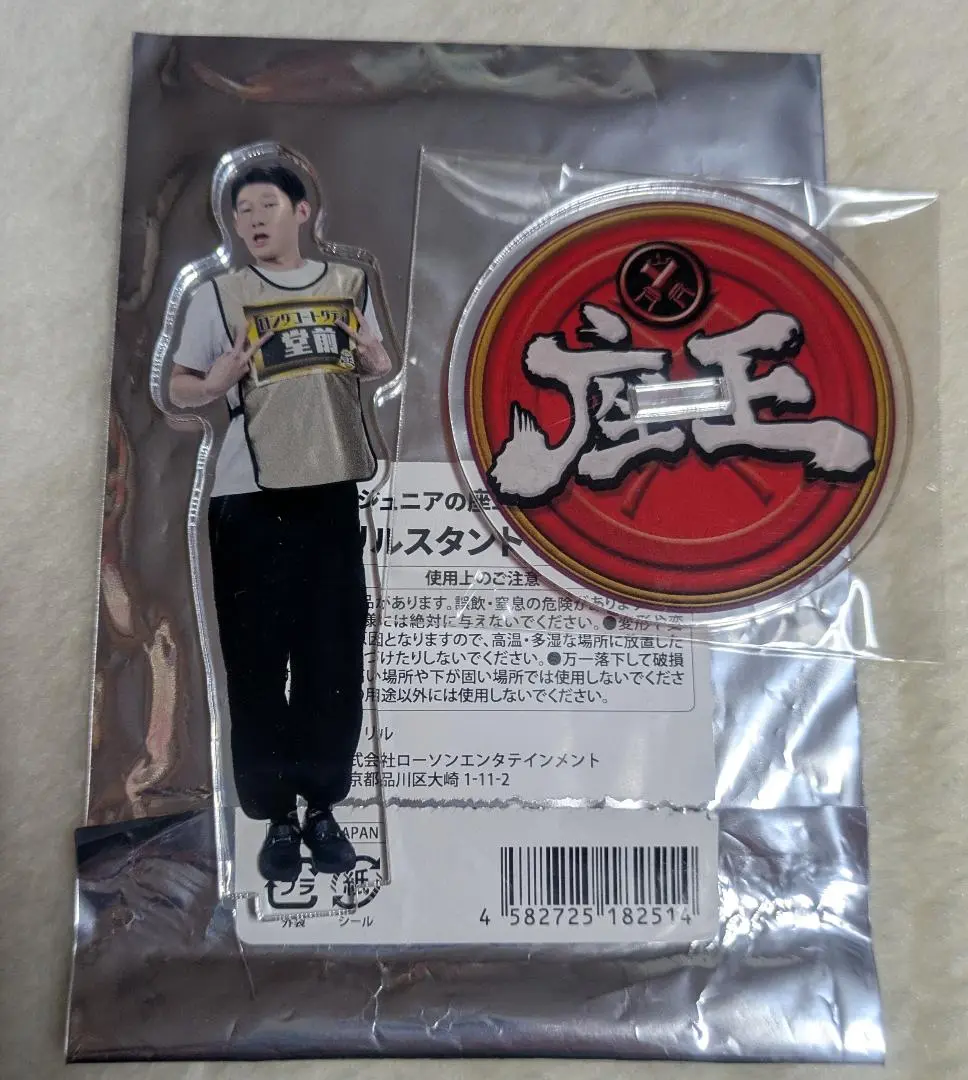 ロングコートダディ
堂前
座王
ジュニアの座
リルスタント
使用上のご注意
品があります。誤飲・窒息の危険があります
様には絶対に与えないでください。●変形や変
原因となりますので、高温・多湿な場所に放置した
づけたりしないでください。●万一落下して破損
い場所や下が固い場所では使用しないでくださ
用途以外には使用しないでください。
リル
式会社ローソンエンタテインメント
京都品川区大崎 1-11-2
JAPAN
プラ
外袋
紙
シール
4 582725 182514